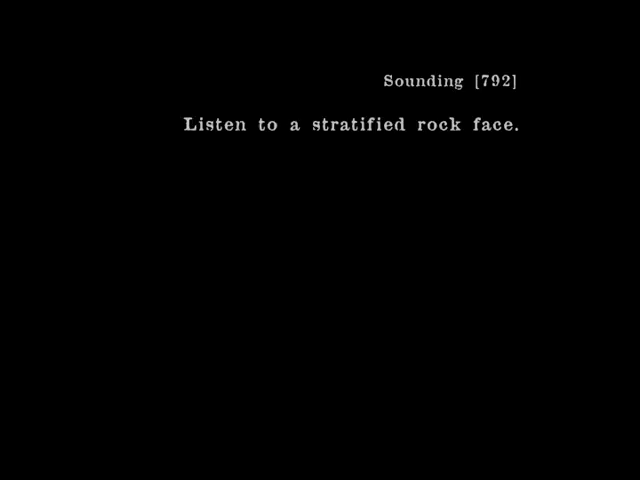 Sounding [792]
Listen to a stratified rock face.